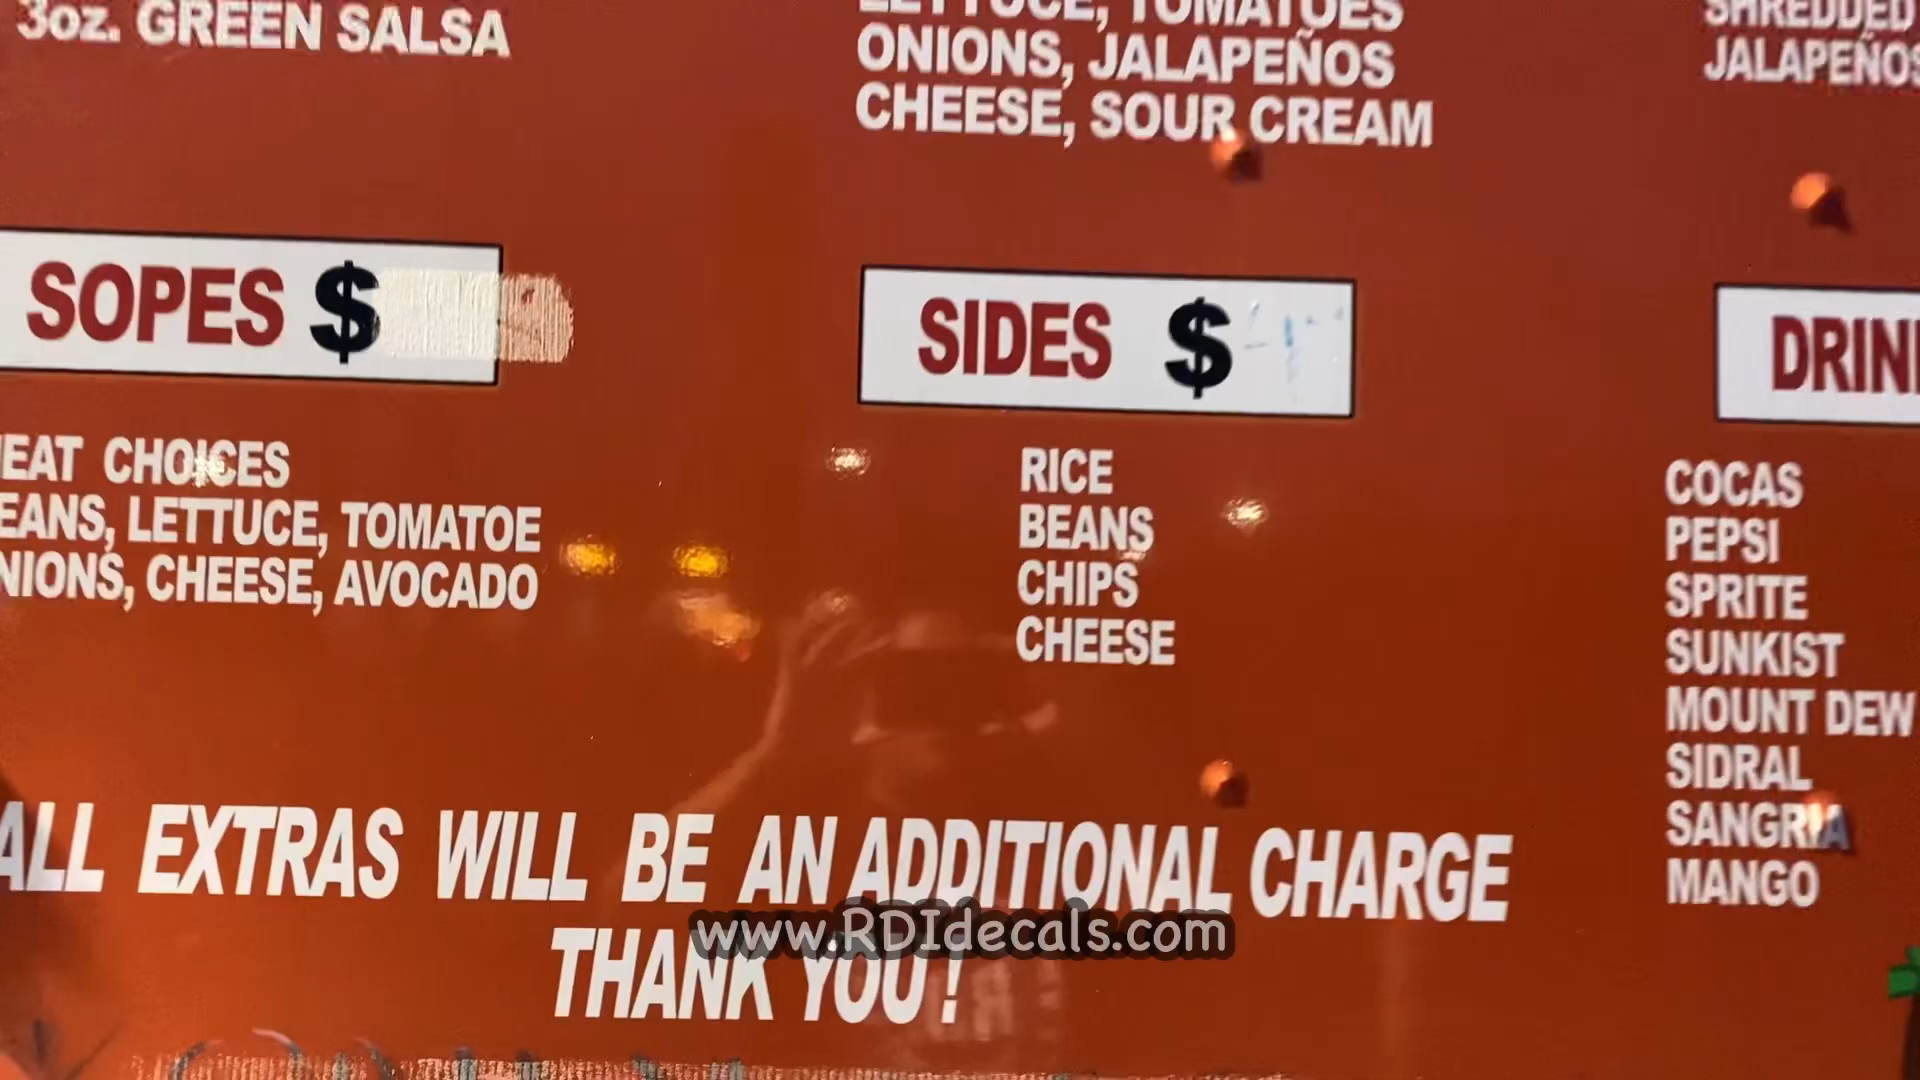 3oz. GREEN SALSA
LETTUCE, TOMATOES
ONIONS, JALAPEÑOS
CHEESE, SOUR CREAM
SHREDDED
JALAPEÑOS
SOPES $
EAT CHOICES
EANS, LETTUCE, TOMATOE
NIONS, CHEESE, AVOCADO
SIDES $
RICE
BEANS
CHIPS
CHEESE
DRIN
COCAS
PEPSI
SPRITE
SUNKIST
MOUNT DEW
SIDRAL
SANGRIA
MANGO
ALL EXTRAS WILL BE AN ADDITIONAL CHARGE
THANK YOU!
www.RDIdecals.com